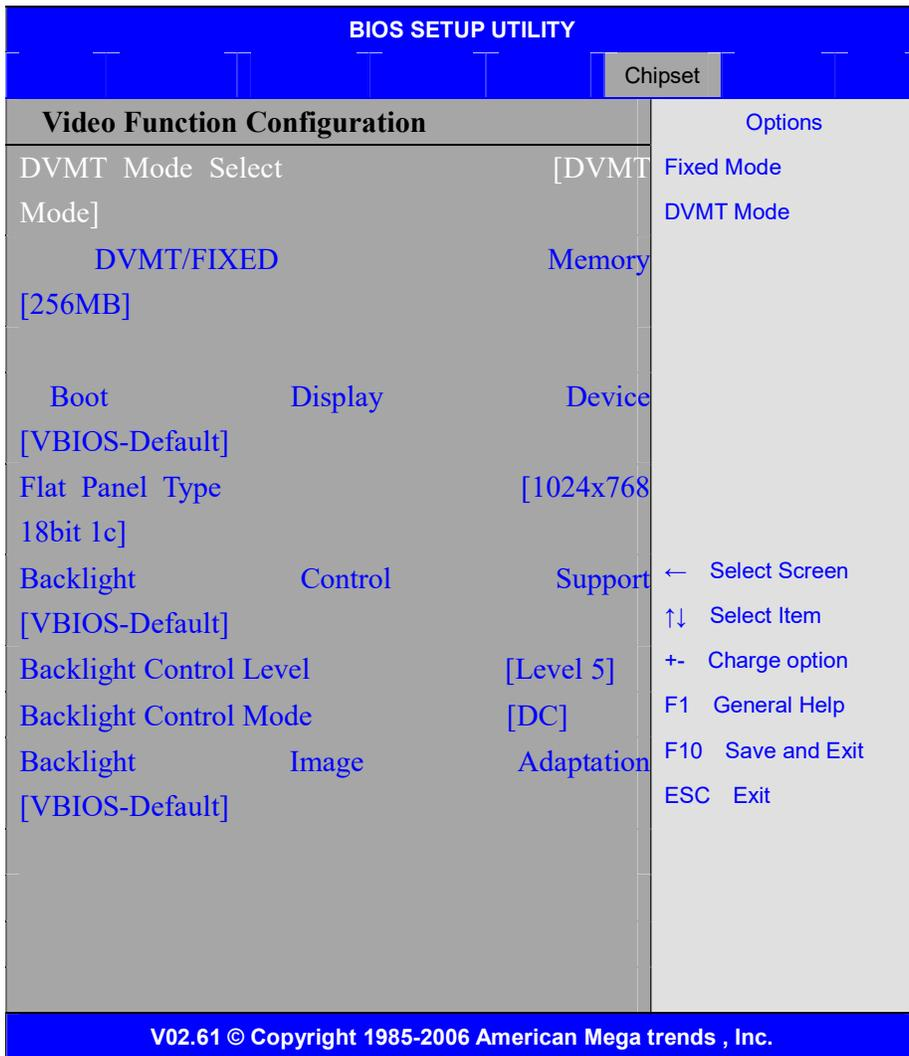 BIOS SETUP UTILITY
Chipset
Video Function Configuration
DVMT Mode Select [DVMT
Mode]
DVMT/FIXED Memory
[256MB]
Boot Display Device
[VBIOS-Default]
Flat Panel Type [1024x768
18bit 1c]
Backlight Control Support
[VBIOS-Default]
Backlight Control Level [Level 5]
Backlight Control Mode [DC]
Backlight Image Adaptation
[VBIOS-Default]
Options
Fixed Mode
DVMT Mode
← Select Screen
↑↓ Select Item
+- Charge option
F1 General Help
F10 Save and Exit
ESC Exit
V02.61 © Copyright 1985-2006 American Mega trends , Inc.